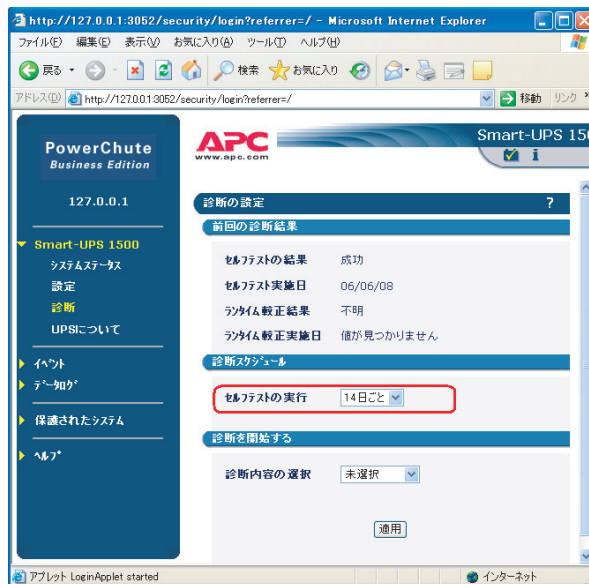 http://127.0.0.1:3052/security/login?referrer=/ - Microsoft Internet Explorer
ファイル(F) 編集(E) 表示(V) お気に入り(A) ツール(T) ヘルプ(H)
戻る 検索 お気に入り
アドレス(D) http://127.0.0.1:3052/security/login?referrer=/ 移動 リンク »
PowerChute
Business Edition
127.0.0.1
Smart-UPS 1500
システムステータス
設定
診断
UPSについて
イベント
データログ
保護されたシステム
ヘルプ
APC
www.apc.com
Smart-UPS 150
診断の設定 ?
前回の診断結果
セルフテストの結果 成功
セルフテスト実施日 06/06/08
ランタイム較正結果 不明
ランタイム較正実施日 値が見つかりません
診断スケジュール
セルフテストの実行 14日ごと
診断を開始する
診断内容の選択 未選択
適用
アプレット LoginApplet started インターネット